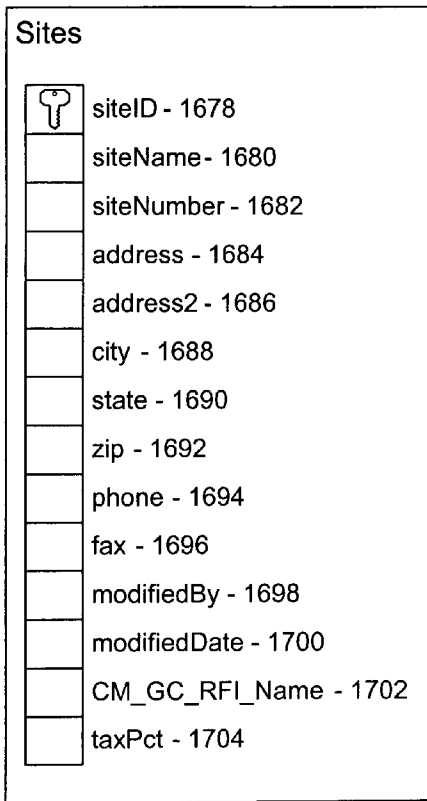 Sites
siteID - 1678
siteName- 1680
siteNumber - 1682
address - 1684
address2 - 1686
city - 1688
state - 1690
zip - 1692
phone - 1694
fax - 1696
modifiedBy - 1698
modifiedDate - 1700
CM_GC_RFI_Name - 1702
taxPct - 1704